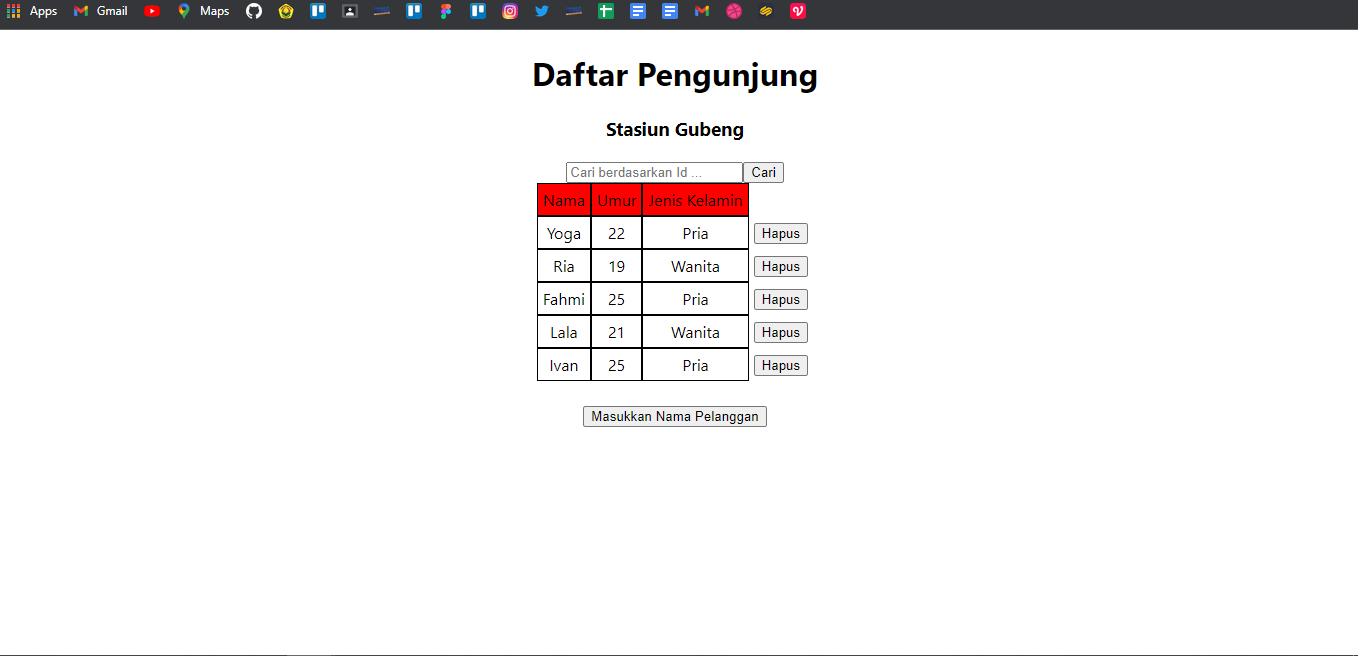 Apps Gmail Maps
Daftar Pengunjung
Stasiun Gubeng
Cari berdasarkan Id ... Cari
Nama Umur Jenis Kelamin
Yoga 22 Pria Hapus
Ria 19 Wanita Hapus
Fahmi 25 Pria Hapus
Lala 21 Wanita Hapus
Ivan 25 Pria Hapus
Masukkan Nama Pelanggan